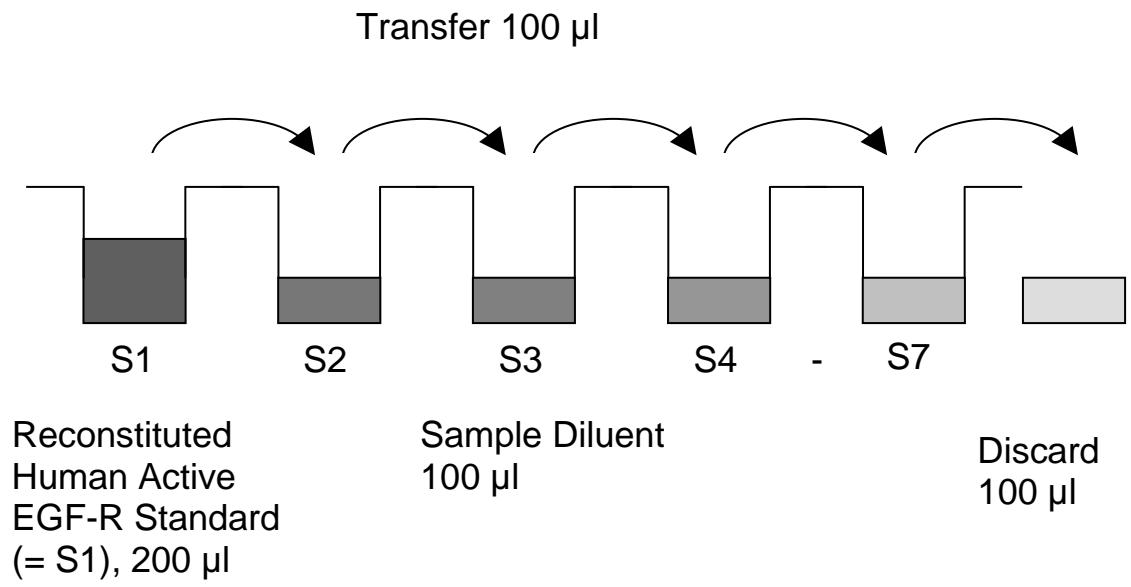 Transfer 100 µl
S1 S2 S3 S4 - S7
Reconstituted
Human Active
EGF-R Standard
(= S1), 200 µl
Sample Diluent
100 µl
Discard
100 µl